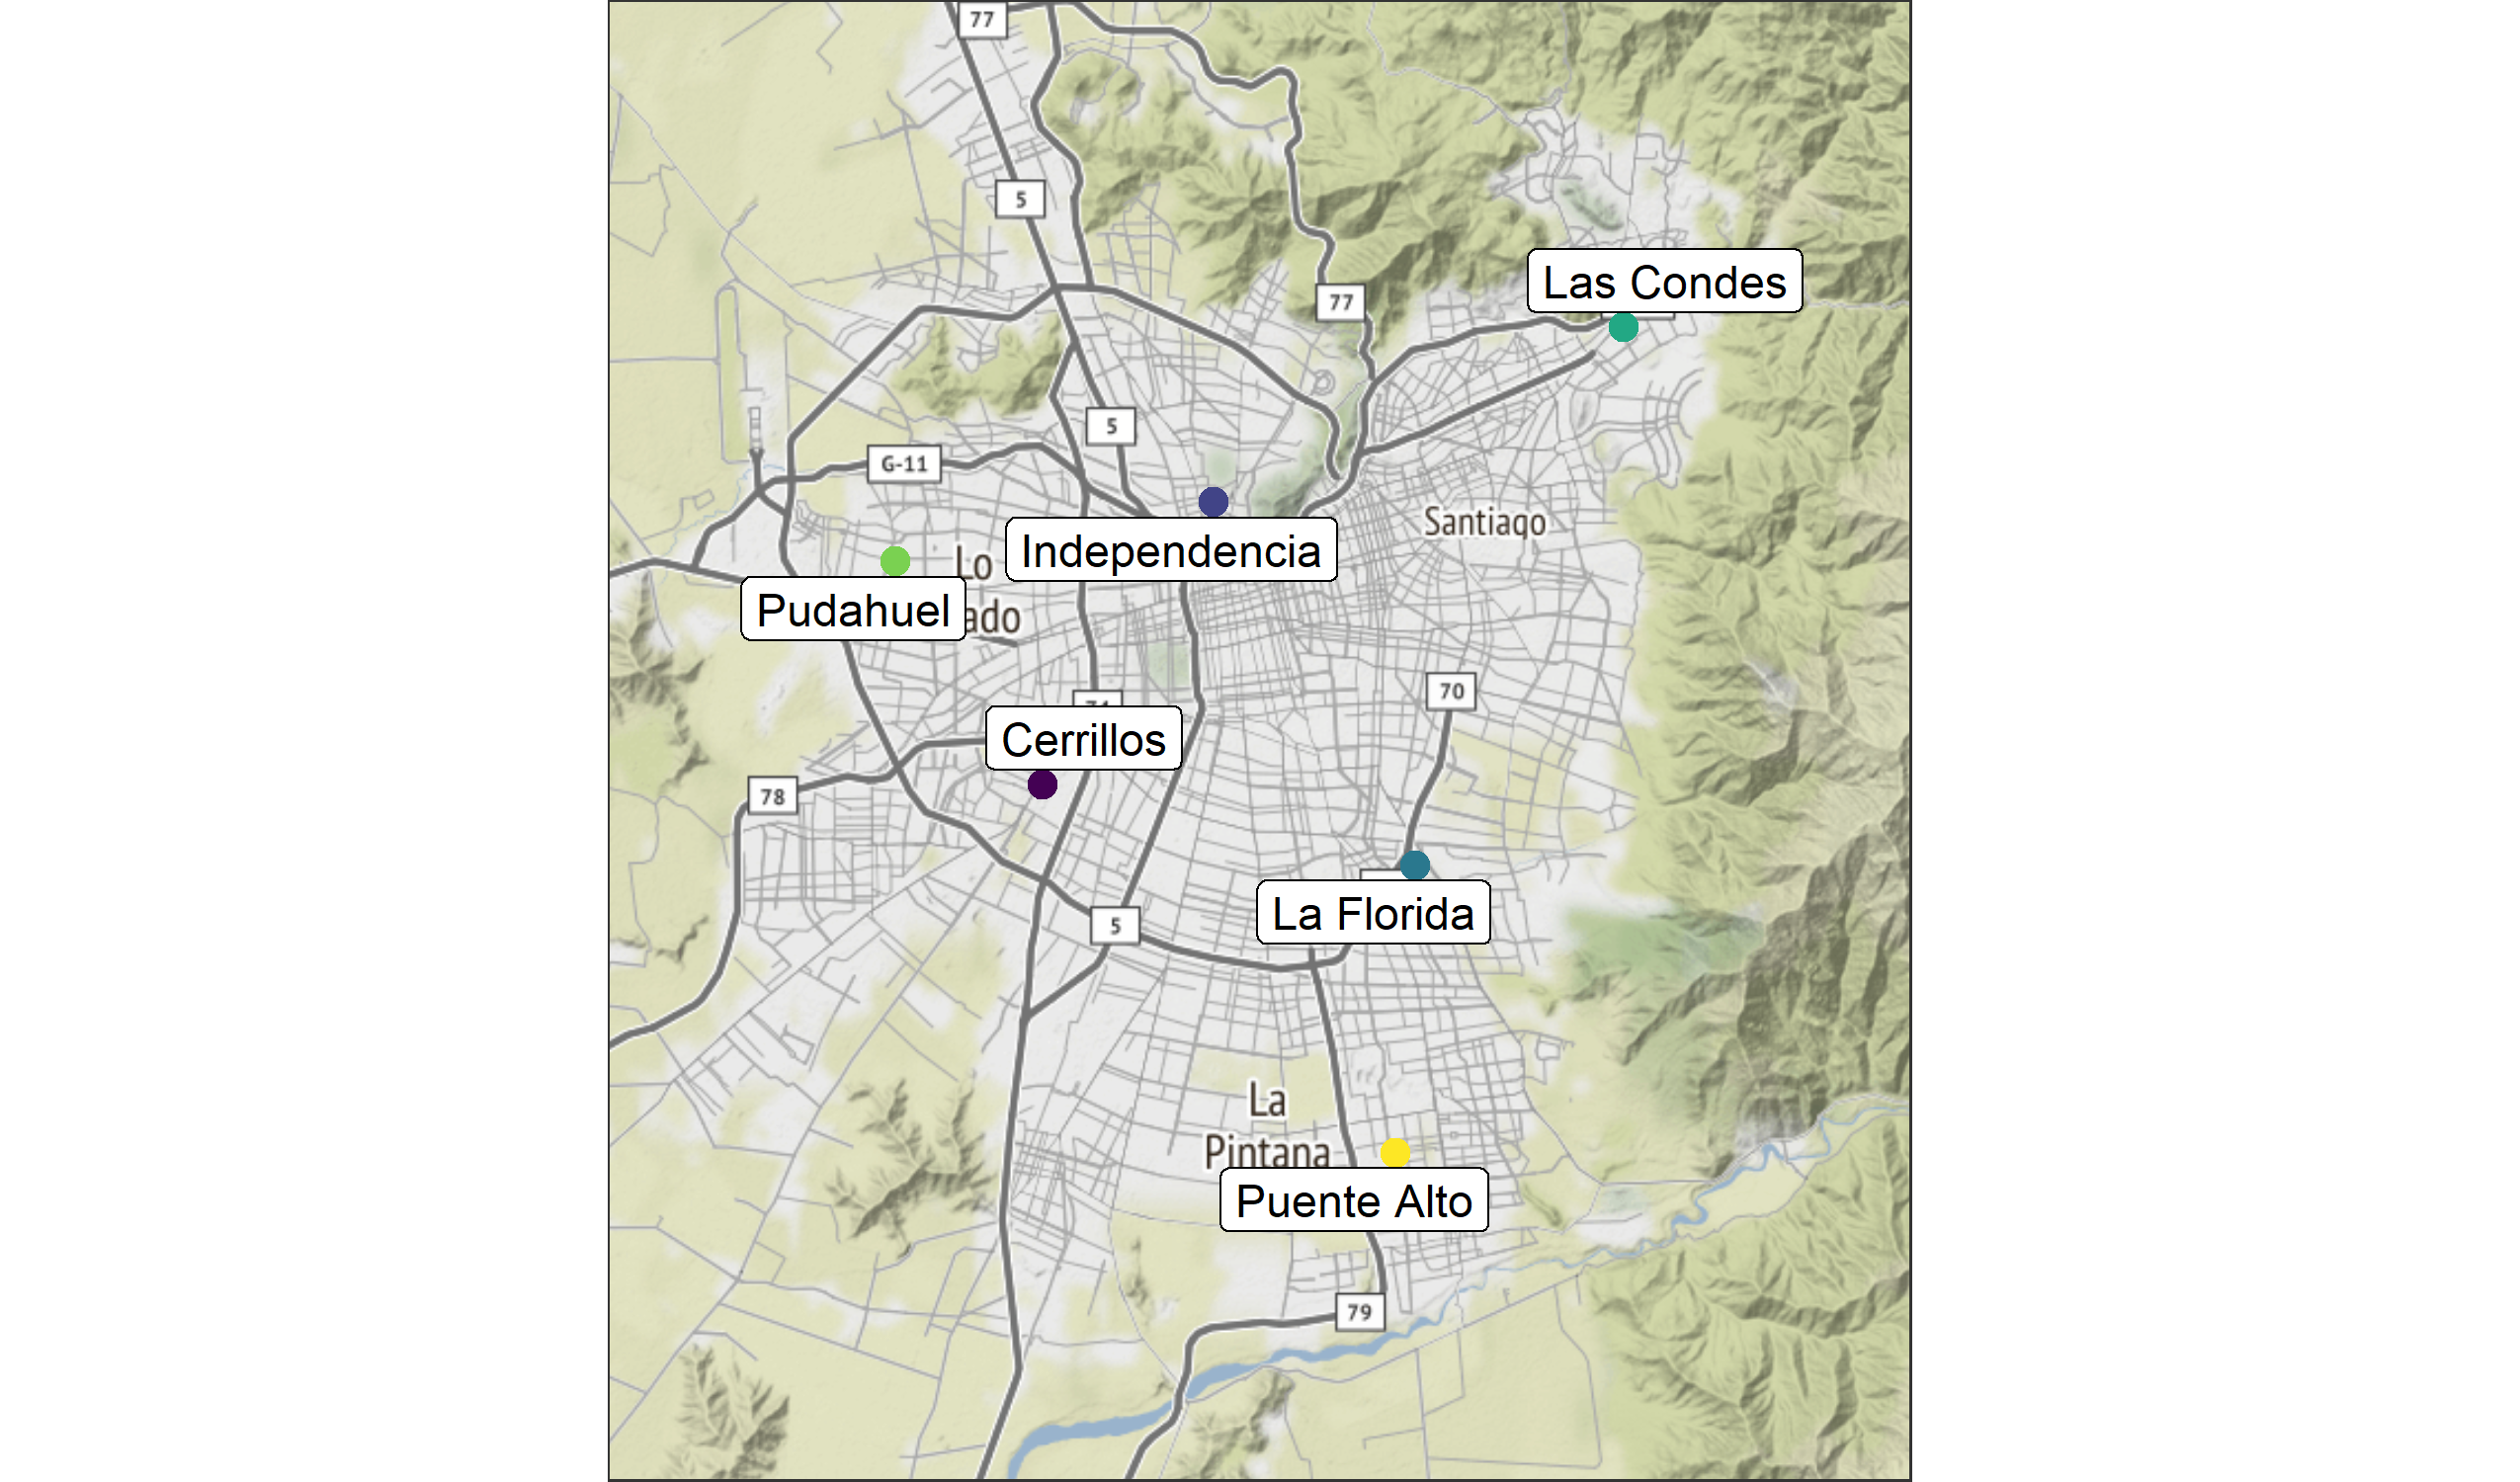 77
5
Las Condes
77
5
G-11
Santiago
Independencia
Lo
Pudahuel
ado
70
Cerrillos
78
La Florida
5
La
Pintana
Puente Alto
79